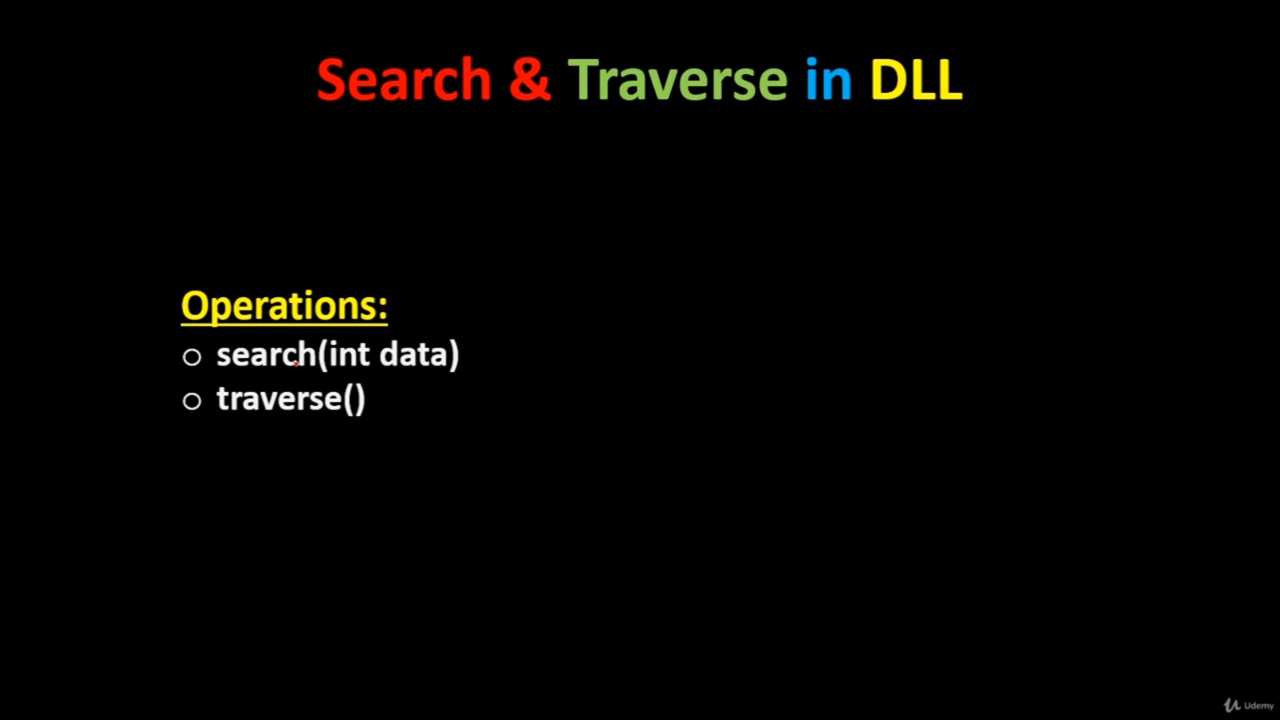 Search & Traverse in DLL
Operations:
o search(int data)
o traverse()
Udemy